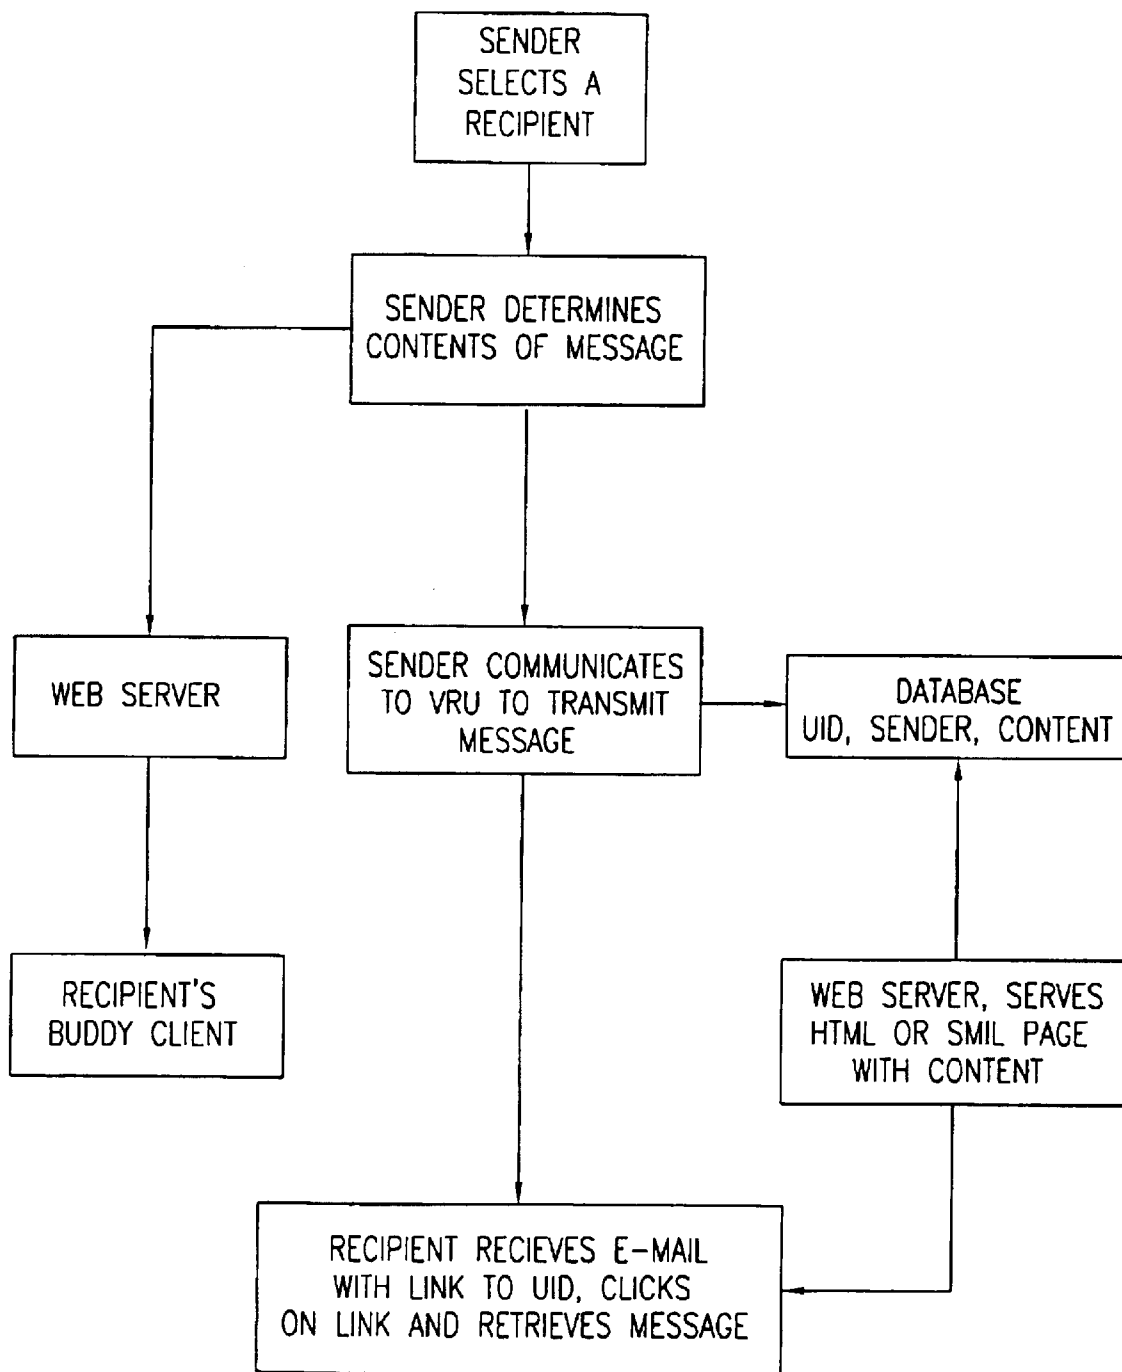 SENDER
SELECTS A
RECIPIENT
SENDER DETERMINES
CONTENTS OF MESSAGE
WEB SERVER
SENDER COMMUNICATES
TO VRU TO TRANSMIT
MESSAGE
DATABASE
UID, SENDER, CONTENT
RECIPIENT'S
BUDDY CLIENT
WEB SERVER, SERVES
HTML OR SMIL PAGE
WITH CONTENT
RECIPIENT RECIEVES E-MAIL
WITH LINK TO UID, CLICKS
ON LINK AND RETRIEVES MESSAGE